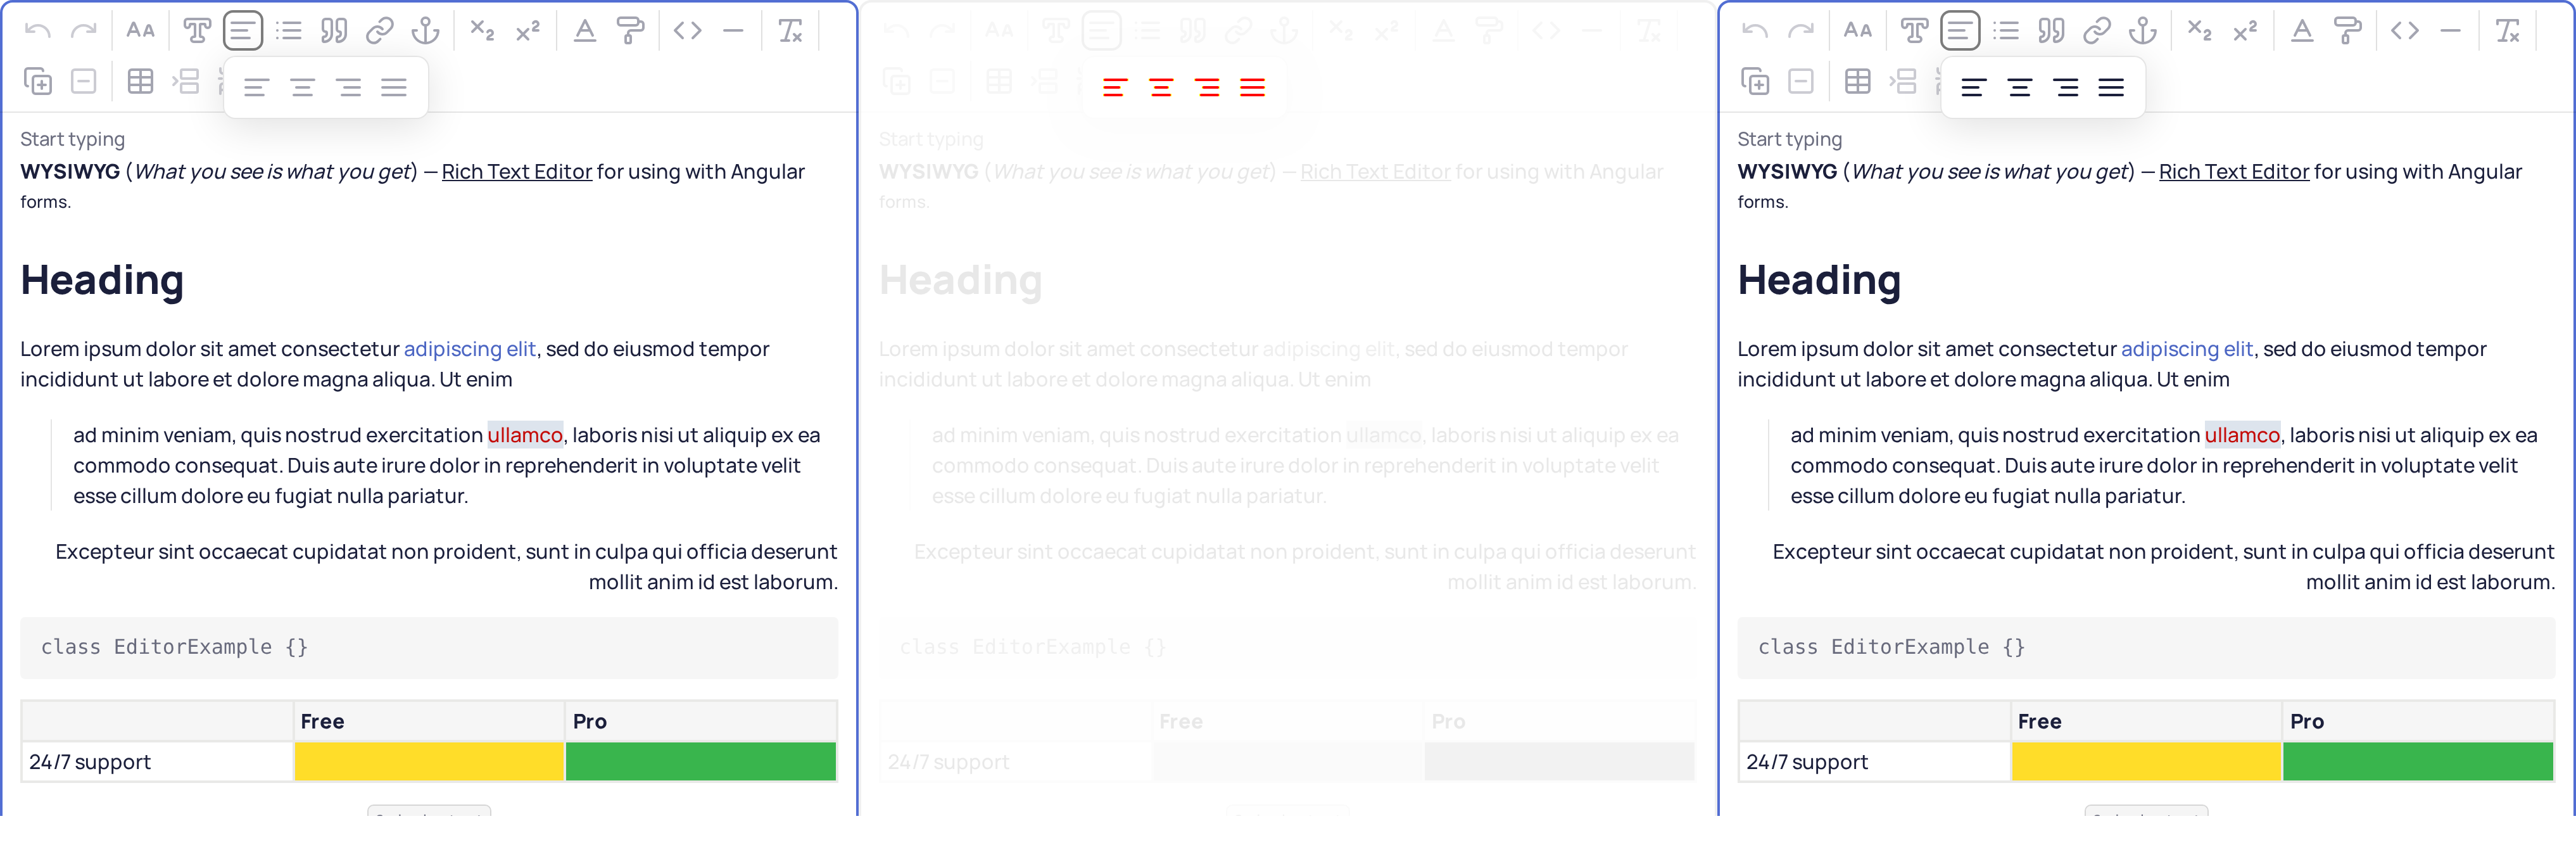 Start typing
WYSIWYG (What you see is what you get) — Rich Text Editor for using with Angular
forms.
Heading
Lorem ipsum dolor sit amet consectetur adipiscing elit, sed do eiusmod tempor
incididunt ut labore et dolore magna aliqua. Ut enim
ad minim veniam, quis nostrud exercitation ullamco, laboris nisi ut aliquip ex ea
commodo consequat. Duis aute irure dolor in reprehenderit in voluptate velit
esse cillum dolore eu fugiat nulla pariatur.
Excepteur sint occaecat cupidatat non proident, sunt in culpa qui officia deserunt
mollit anim id est laborum.
class EditorExample {}
Free Pro
24/7 support
Start typing
WYSIWYG (What you see is what you get) — Rich Text Editor for using with Angular
forms.
Heading
Lorem ipsum dolor sit amet consectetur adipiscing elit, sed do eiusmod tempor
incididunt ut labore et dolore magna aliqua. Ut enim
ad minim veniam, quis nostrud exercitation ullamco, laboris nisi ut aliquip ex ea
commodo consequat. Duis aute irure dolor in reprehenderit in voluptate velit
esse cillum dolore eu fugiat nulla pariatur.
Excepteur sint occaecat cupidatat non proident, sunt in culpa qui officia deserunt
mollit anim id est laborum.
class EditorExample {}
Free Pro
24/7 support
Start typing
WYSIWYG (What you see is what you get) — Rich Text Editor for using with Angular
forms.
Heading
Lorem ipsum dolor sit amet consectetur adipiscing elit, sed do eiusmod tempor
incididunt ut labore et dolore magna aliqua. Ut enim
ad minim veniam, quis nostrud exercitation ullamco, laboris nisi ut aliquip ex ea
commodo consequat. Duis aute irure dolor in reprehenderit in voluptate velit
esse cillum dolore eu fugiat nulla pariatur.
Excepteur sint occaecat cupidatat non proident, sunt in culpa qui officia deserunt
mollit anim id est laborum.
class EditorExample {}
Free Pro
24/7 support